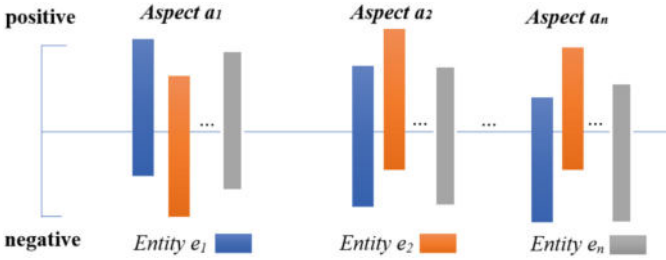 positive Aspect a1 Aspect a2 Aspect an
... ... ... ...
negative Entity e1 Entity e2 Entity en